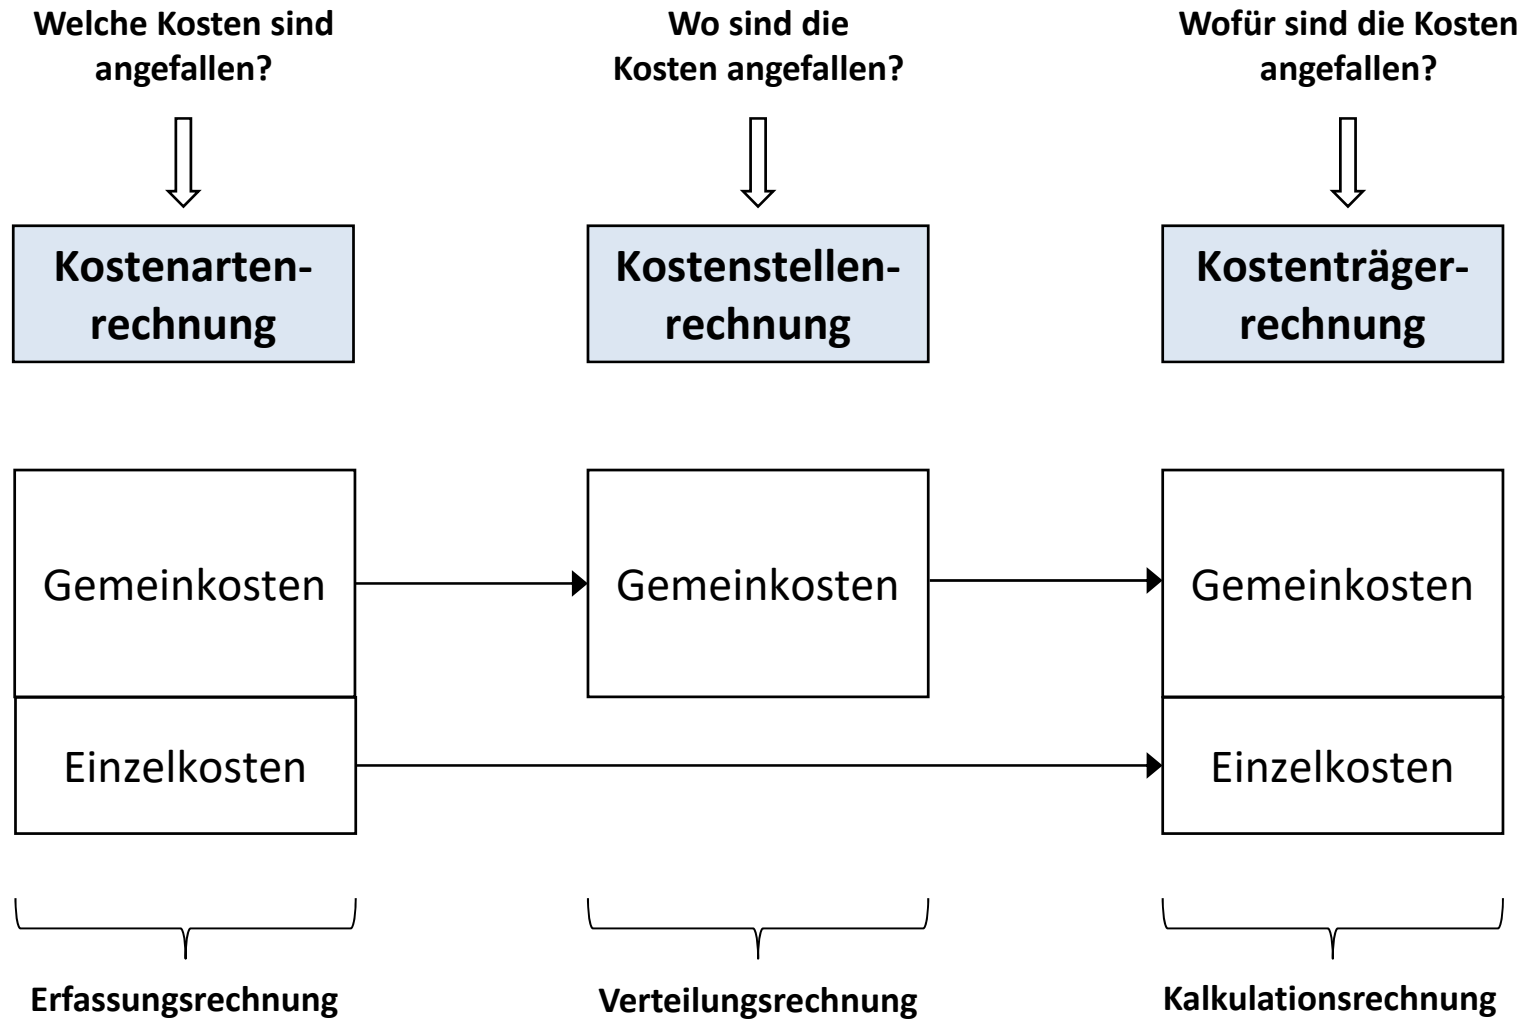 Welche Kosten sind
angefallen?
Wo sind die
Kosten angefallen?
Wofür sind die Kosten
angefallen?
Kostenarten-
rechnung
Kostenstellen-
rechnung
Kostenträger-
rechnung
Gemeinkosten
Gemeinkosten
Gemeinkosten
Einzelkosten
Einzelkosten
Erfassungsrechnung
Verteilungsrechnung
Kalkulationsrechnung